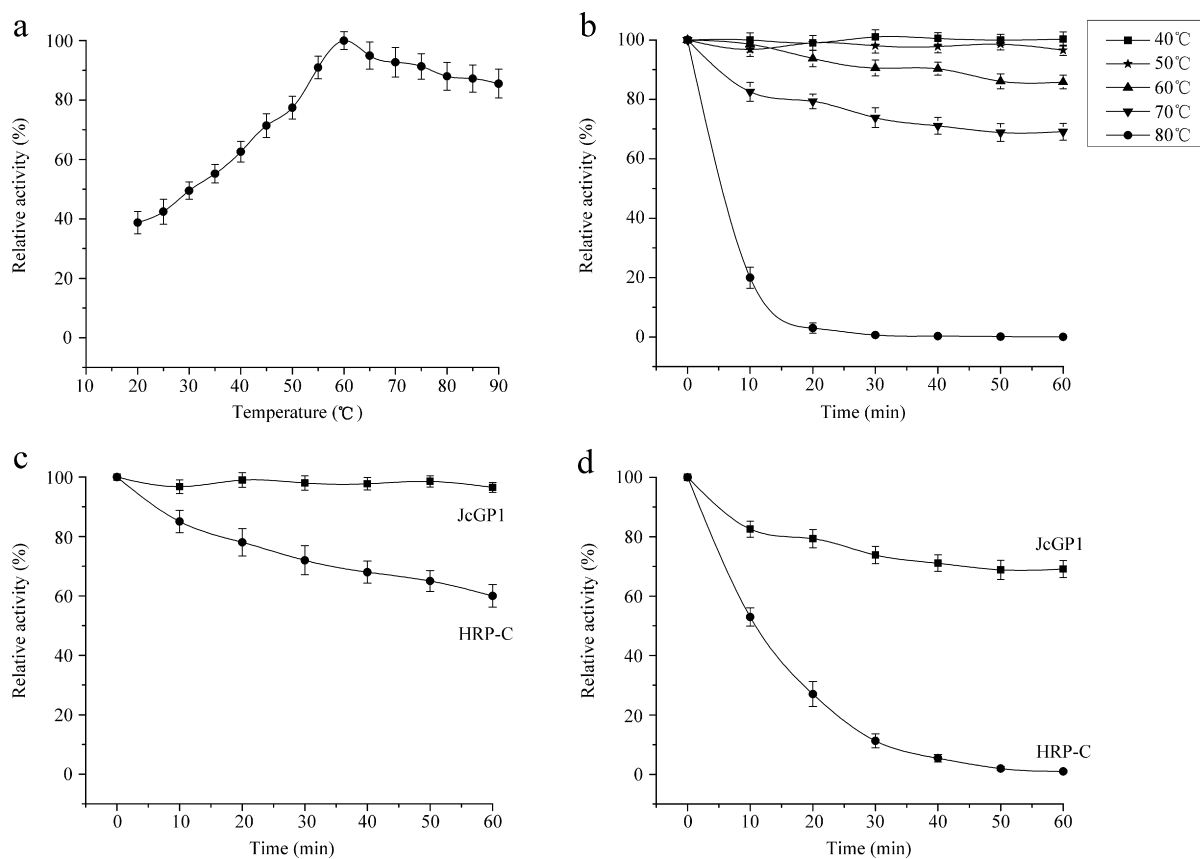 a
100
80
60
40
20
0
Relative activity (%)
10 20 30 40 50 60 70 80 90
Temperature (℃)
b
100
80
60
40
20
0
Relative activity (%)
0 10 20 30 40 50 60
Time (min)
40℃
50℃
60℃
70℃
80℃
c
100
80
60
40
20
0
Relative activity (%)
JcGP1
HRP-C
0 10 20 30 40 50 60
Time (min)
d
100
80
60
40
20
0
Relative activity (%)
JcGP1
HRP-C
0 10 20 30 40 50 60
Time (min)